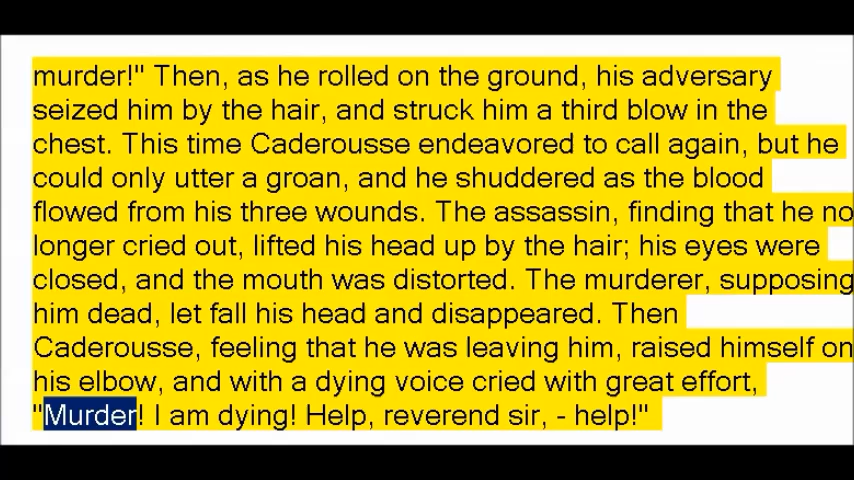 murder!" Then, as he rolled on the ground, his adversary
seized him by the hair, and struck him a third blow in the
chest. This time Caderousse endeavored to call again, but he
could only utter a groan, and he shuddered as the blood
flowed from his three wounds. The assassin, finding that he no
longer cried out, lifted his head up by the hair; his eyes were
closed, and the mouth was distorted. The murderer, supposing
him dead, let fall his head and disappeared. Then
Caderousse, feeling that he was leaving him, raised himself on
his elbow, and with a dying voice cried with great effort,
"Murder! I am dying! Help, reverend sir, - help!"